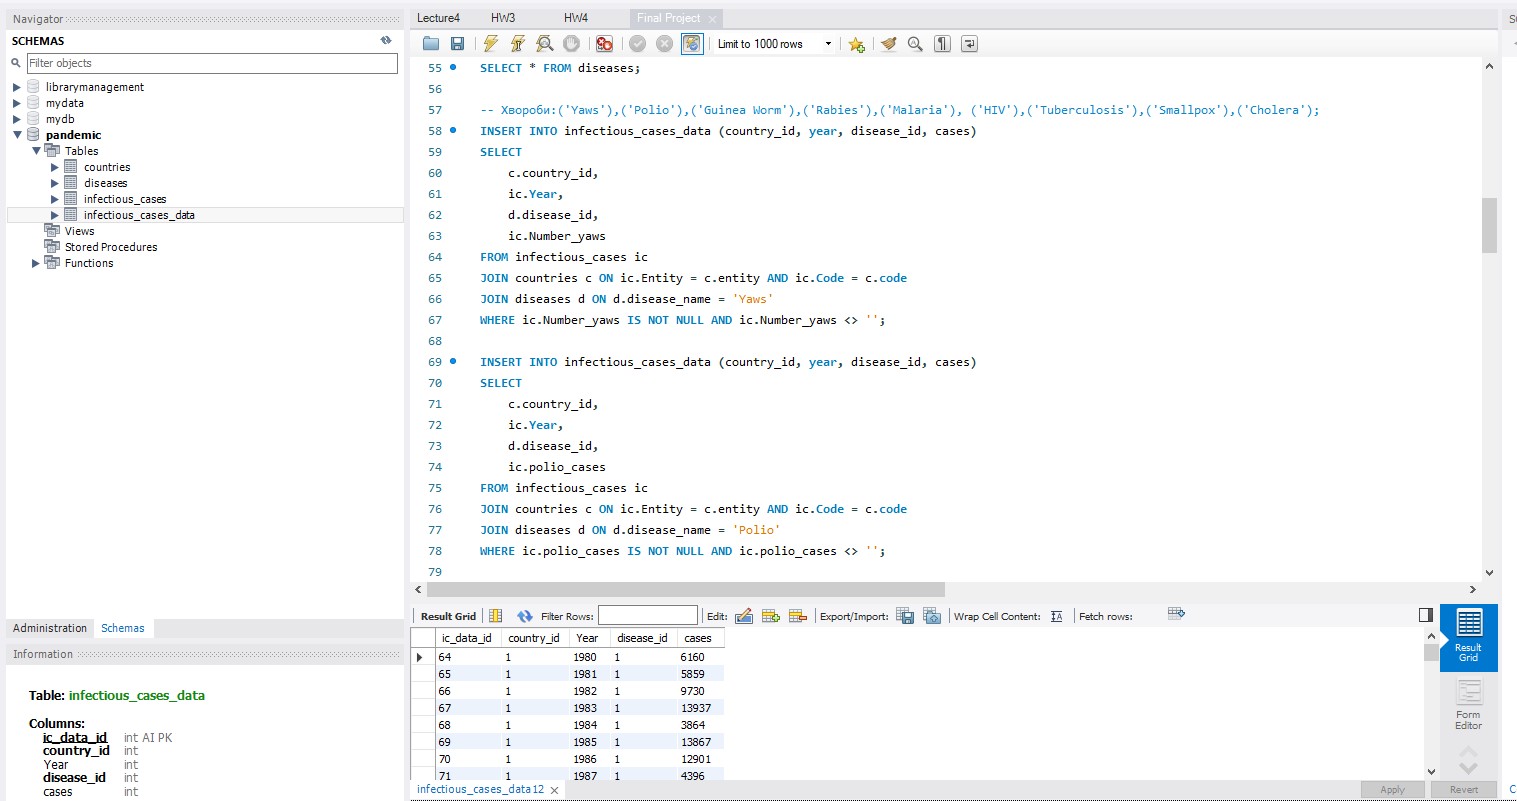 Navigator
SCHEMAS
Filter objects
librarymanagement
mydata
mydb
pandemic
Tables
countries
diseases
infectious_cases
infectious_cases_data
Views
Stored Procedures
Functions
Administration Schemas
Information
Table: infectious_cases_data
Columns:
ic_data_id int AI PK
country_id int
Year int
disease_id int
cases int
Lecture4 HW3 HW4 Final Project
Limit to 1000 rows
55 SELECT * FROM diseases;
56
57 -- Хвороби:('Yaws'),('Polio'),('Guinea Worm'),('Rabies'),('Malaria'), ('HIV'),('Tuberculosis'),('Smallpox'),('Cholera');
58 INSERT INTO infectious_cases_data (country_id, year, disease_id, cases)
59 SELECT
60 c.country_id,
61 ic.Year,
62 d.disease_id,
63 ic.Number_yaws
64 FROM infectious_cases ic
65 JOIN countries c ON ic.Entity = c.entity AND ic.Code = c.code
66 JOIN diseases d ON d.disease_name = 'Yaws'
67 WHERE ic.Number_yaws IS NOT NULL AND ic.Number_yaws <> '';
68
69 INSERT INTO infectious_cases_data (country_id, year, disease_id, cases)
70 SELECT
71 c.country_id,
72 ic.Year,
73 d.disease_id,
74 ic.polio_cases
75 FROM infectious_cases ic
76 JOIN countries c ON ic.Entity = c.entity AND ic.Code = c.code
77 JOIN diseases d ON d.disease_name = 'Polio'
78 WHERE ic.polio_cases IS NOT NULL AND ic.polio_cases <> '';
79
Result Grid Filter Rows: Edit: Export/Import: Wrap Cell Content: Fetch rows:
ic_data_id country_id Year disease_id cases
64 1 1980 1 6160
65 1 1981 1 5859
66 1 1982 1 9730
67 1 1983 1 13937
68 1 1984 1 3864
69 1 1985 1 13867
70 1 1986 1 12901
71 1 1987 1 4396
Result
Grid
Form
Editor
infectious_cases_data12
Apply Revert